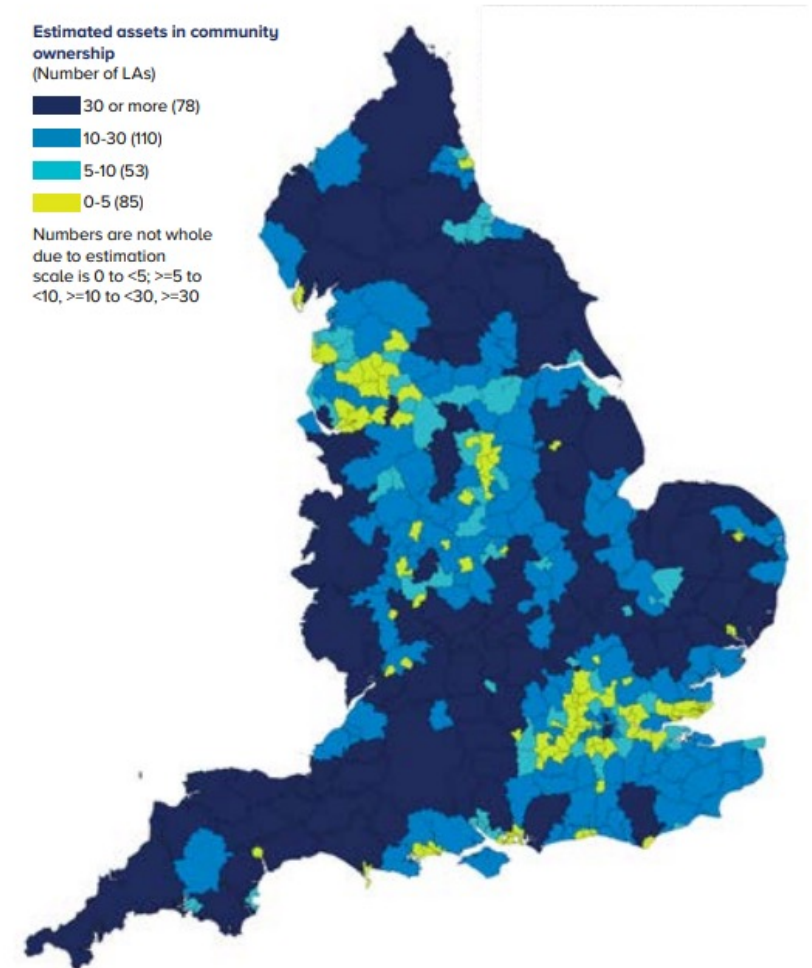 Estimated assets in community
ownership
(Number of LAs)
30 or more (78)
10-30 (110)
5-10 (53)
0-5 (85)
Numbers are not whole
due to estimation
scale is 0 to <5; >=5 to
<10, >=10 to <30, >=30